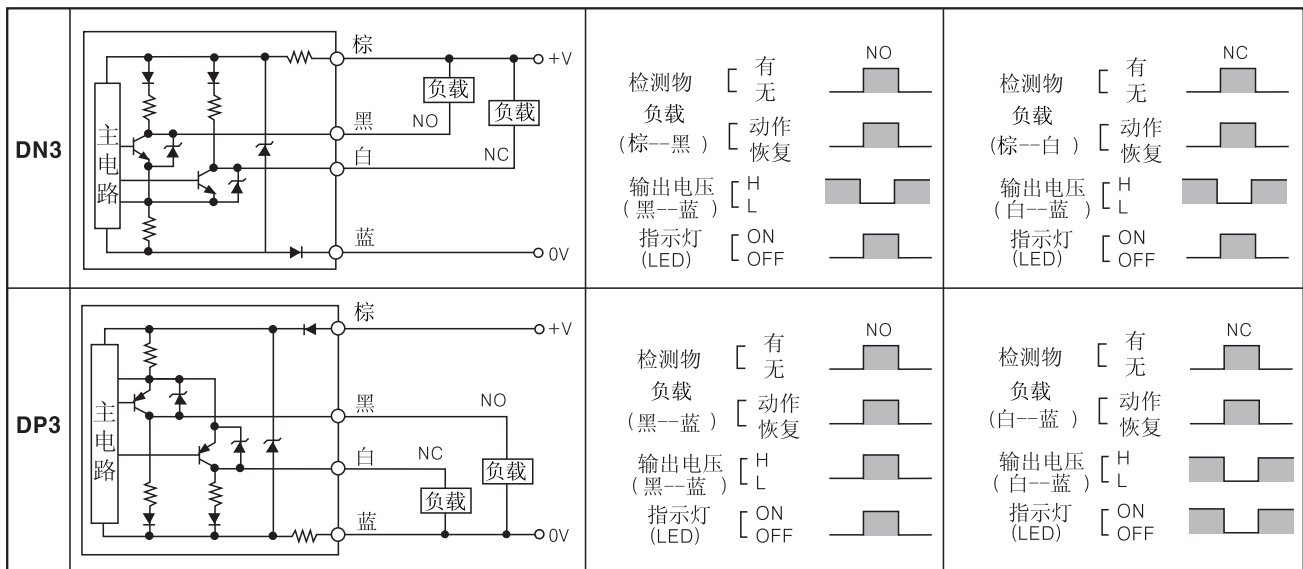 DN3
主电路
棕
+V
负载
负载
黑
NO
白
NC
蓝
0V
NO
检测物
有
无
负载
(棕--黑 )
动作
恢复
输出电压
(黑--蓝 )
H
L
指示灯
(LED)
ON
OFF
NC
检测物
有
无
负载
(棕--白 )
动作
恢复
输出电压
(白--蓝 )
H
L
指示灯
(LED)
ON
OFF
DP3
主电路
棕
+V
黑
NO
白
NC
负载
负载
蓝
0V
NO
检测物
有
无
负载
(黑--蓝 )
动作
恢复
输出电压
(黑--蓝 )
H
L
指示灯
(LED)
ON
OFF
NC
检测物
有
无
负载
(白--蓝 )
动作
恢复
输出电压
(白--蓝 )
H
L
指示灯
(LED)
ON
OFF